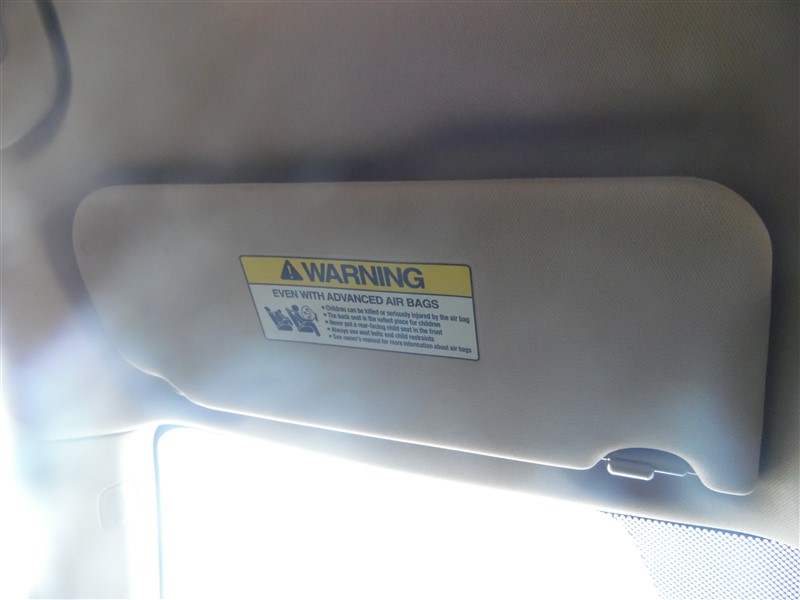 WARNING
EVEN WITH ADVANCED AIR BAGS
• Children can be killed or seriously injured by the air bag
• The back seat is the safest place for children
• Never put a rear-facing child seat in the front
• Always use seat belts and child restraints
• See owner's manual for more information about air bags